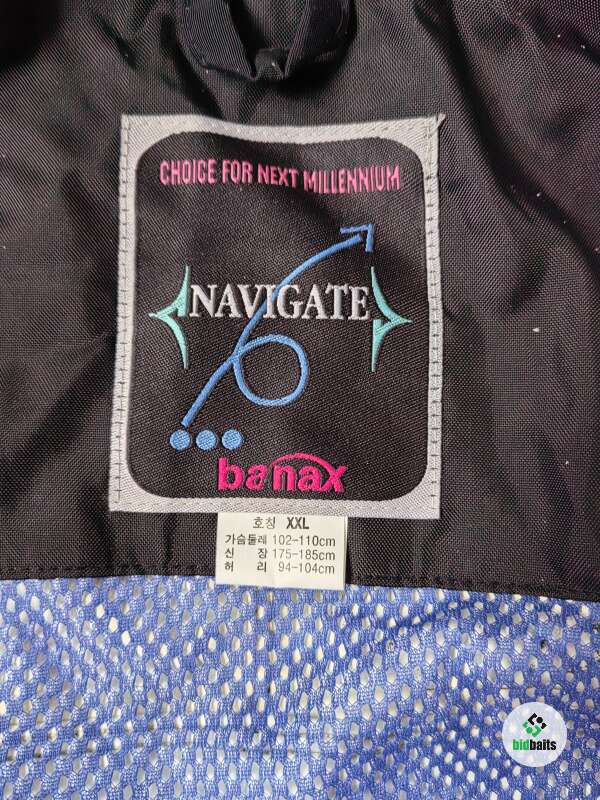 CHOICE FOR NEXT MILLENNIUM
NAVIGATE
banax
호칭 XXL
가슴둘레 102-110cm
신 장 175-185cm
허 리 94-104cm
bidbaits